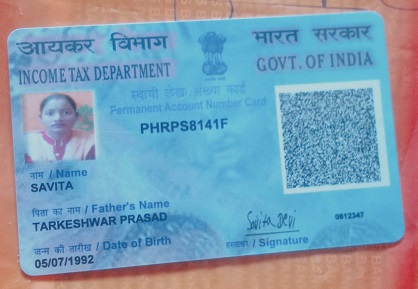 आयकर विभाग
भारत सरकार
INCOME TAX DEPARTMENT
GOVT. OF INDIA
स्थायी लेखा संख्या कार्ड
Permanent Account Number Card
PHRPS8141F
नाम / Name
SAVITA
पिता का नाम / Father's Name
TARKESHWAR PRASAD
जन्म की तारीख / Date of Birth
05/07/1992
Savita Devi
हस्ताक्षर / Signature
0612347